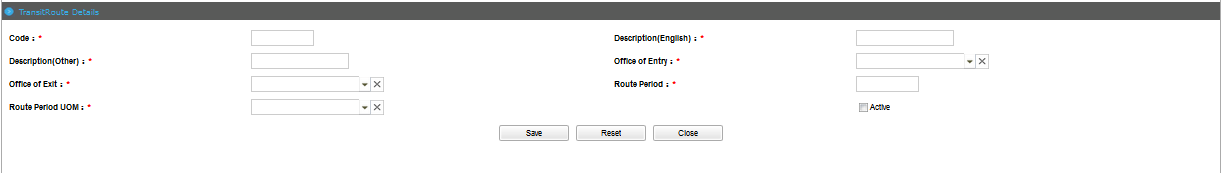 TransitRoute Details
Code : * Description(English) : *
Description(Other) : * Office of Entry : *
Office of Exit : * Route Period : *
Route Period UOM : * Active
Save Reset Close